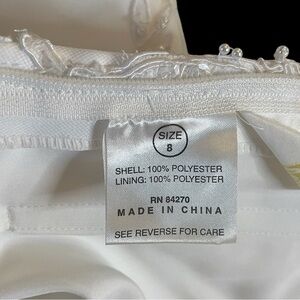 SIZE
8
SHELL: 100% POLYESTER
LINING: 100% POLYESTER
RN 84270
MADE IN CHINA
SEE REVERSE FOR CARE